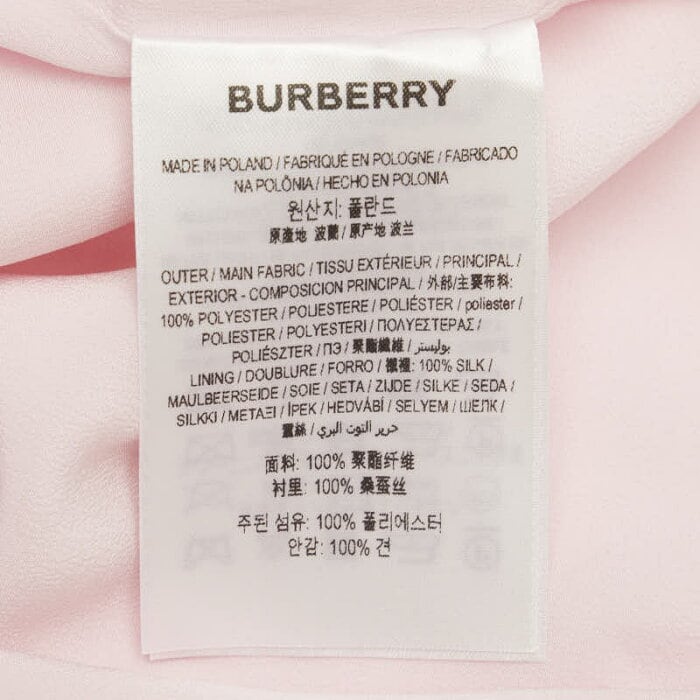 BURBERRY
MADE IN POLAND / FABRIQUÉ EN POLOGNE / FABRICADO
NA POLÔNIA / HECHO EN POLONIA
원산지: 폴란드
原產地 波蘭 / 原产地 波兰
OUTER / MAIN FABRIC / TISSU EXTÉRIEUR / PRINCIPAL /
EXTERIOR - COMPOSICION PRINCIPAL / 外部/主要布料:
100% POLYESTER / POLIESTERE / POLIÉSTER / poliester /
POLIESTER / POLYESTERI / ΠΟΛΥΕΣΤΕΡΑΣ /
POLIÉSZTER / ПЭ / 聚酯纖維 / بوليستر
LINING / DOUBLURE / FORRO / 襯裡: 100% SILK /
MAULBEERSEIDE / SOIE / SETA / ZIJDE / SILKE / SEDA /
SILKKI / ΜΕΤΑΞΙ / İPEK / HEDVÁBÍ / SELYEM / ШЕЛК /
蠶絲 / حرير التوت البري
面料: 100% 聚酯纤维
衬里: 100% 桑蚕丝
주된 섬유: 100% 폴리에스터
안감: 100% 견